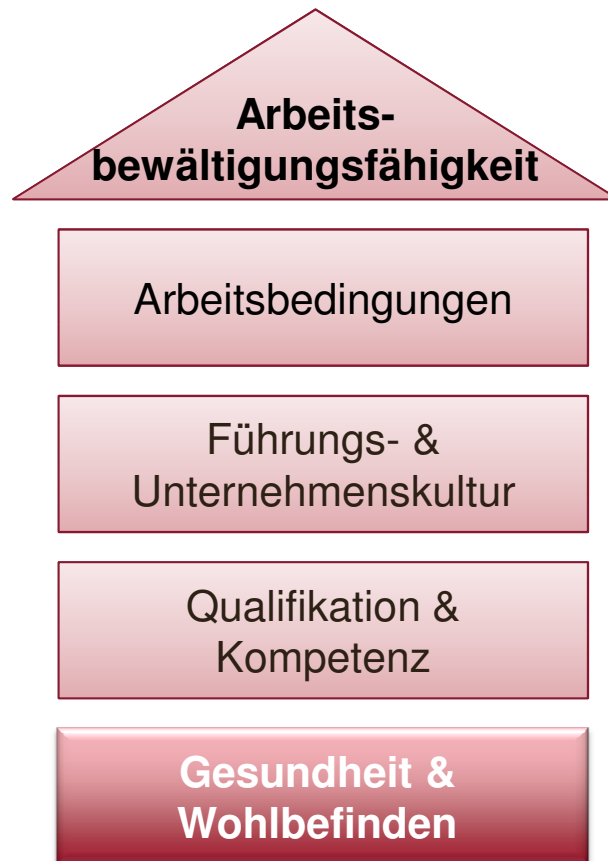 Arbeits-
bewältigungsfähigkeit
Arbeitsbedingungen
Führungs- &
Unternehmenskultur
Qualifikation &
Kompetenz
Gesundheit &
Wohlbefinden